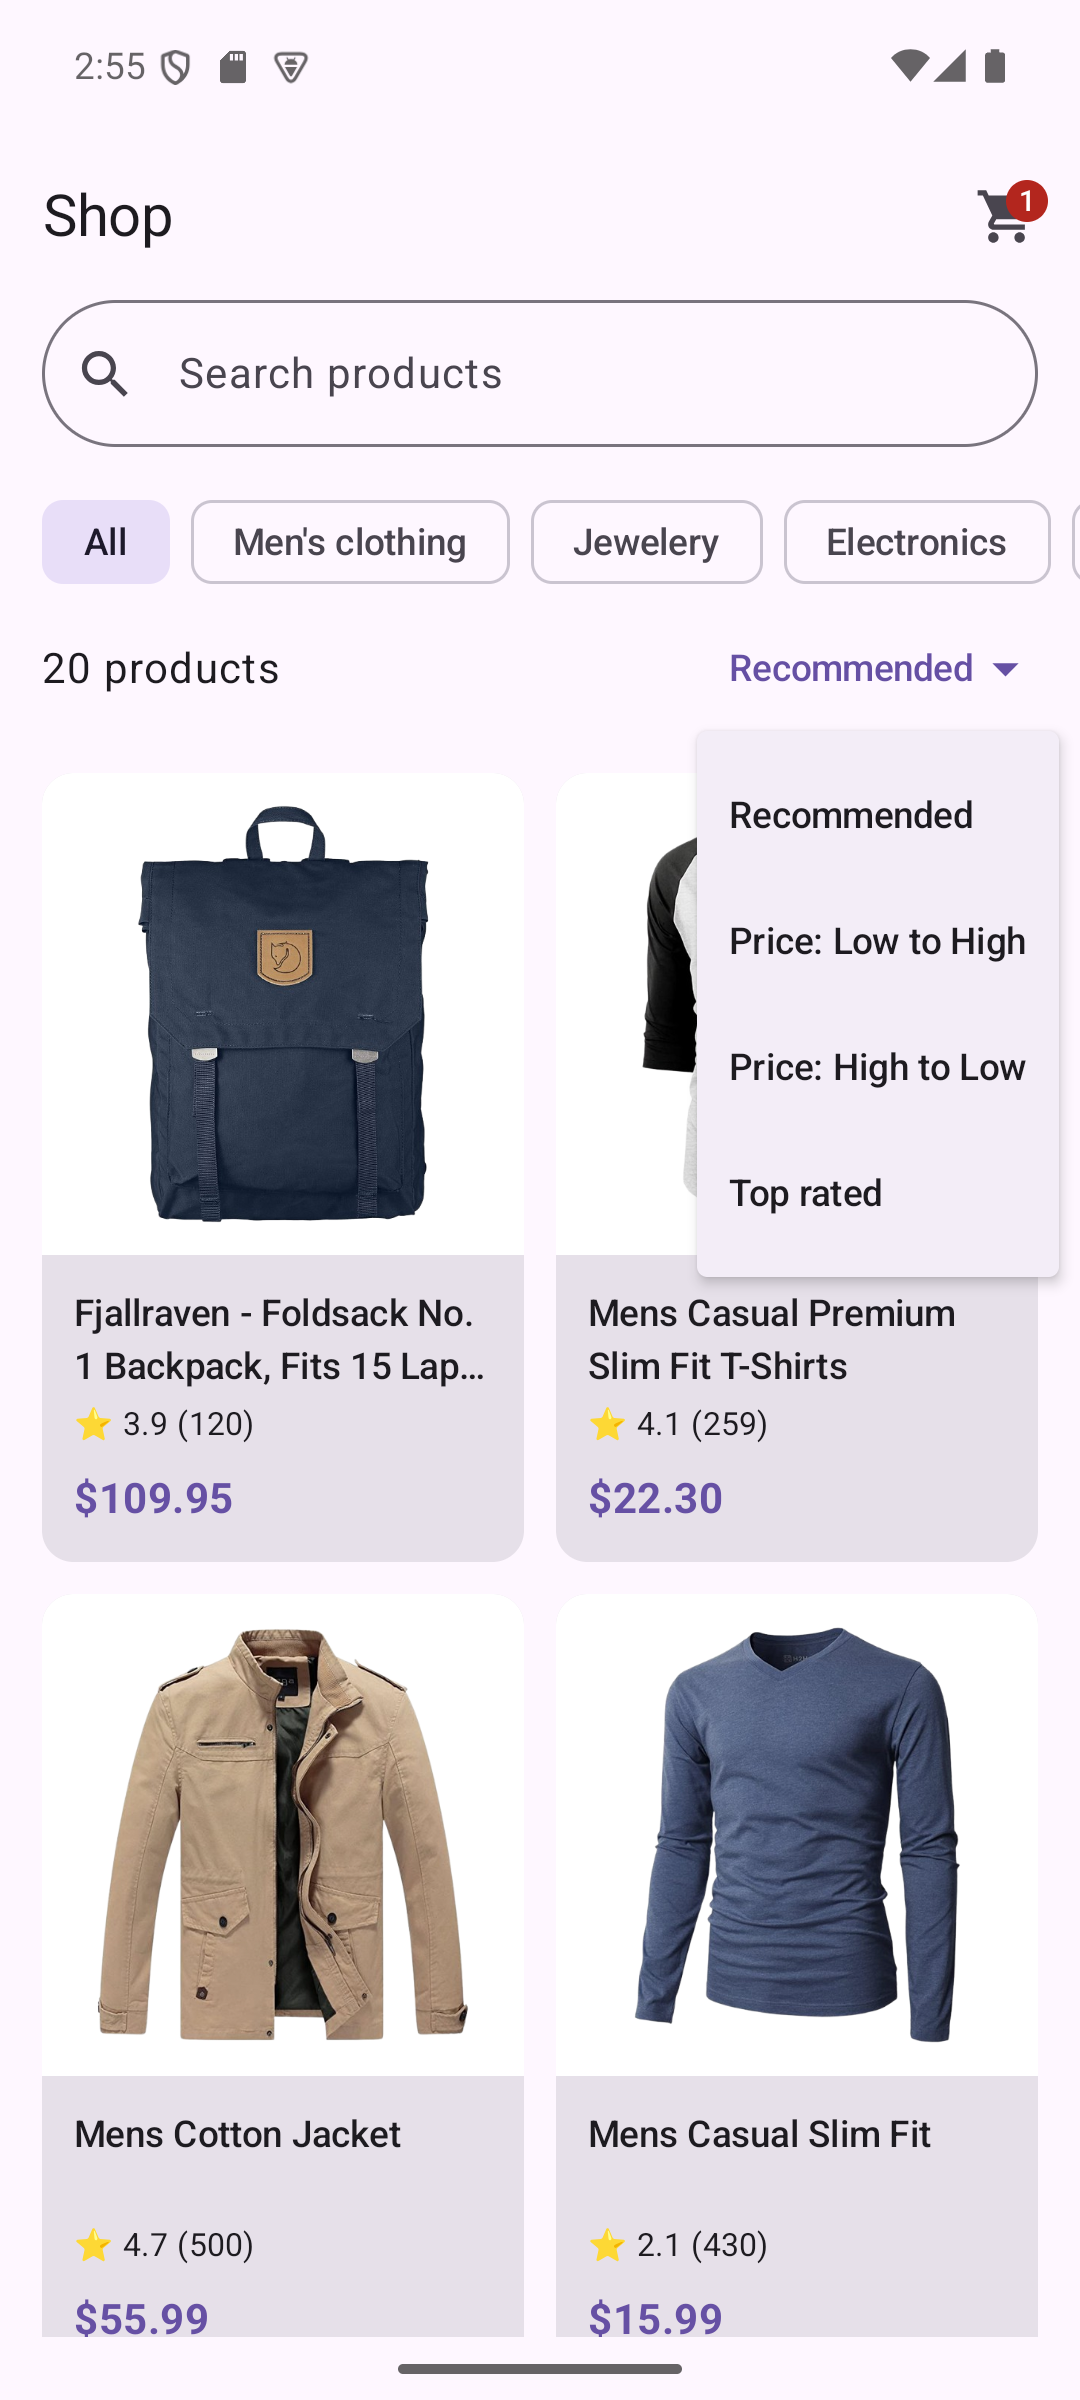 2:55
Shop
1
Search products
All
Men's clothing
Jewelery
Electronics
20 products
Recommended
Recommended
Price: Low to High
Price: High to Low
Top rated
Fjallraven - Foldsack No.
1 Backpack, Fits 15 Lap...
3.9 (120)
$109.95
Mens Casual Premium
Slim Fit T-Shirts
4.1 (259)
$22.30
Mens Cotton Jacket
4.7 (500)
$55.99
Mens Casual Slim Fit
2.1 (430)
$15.99